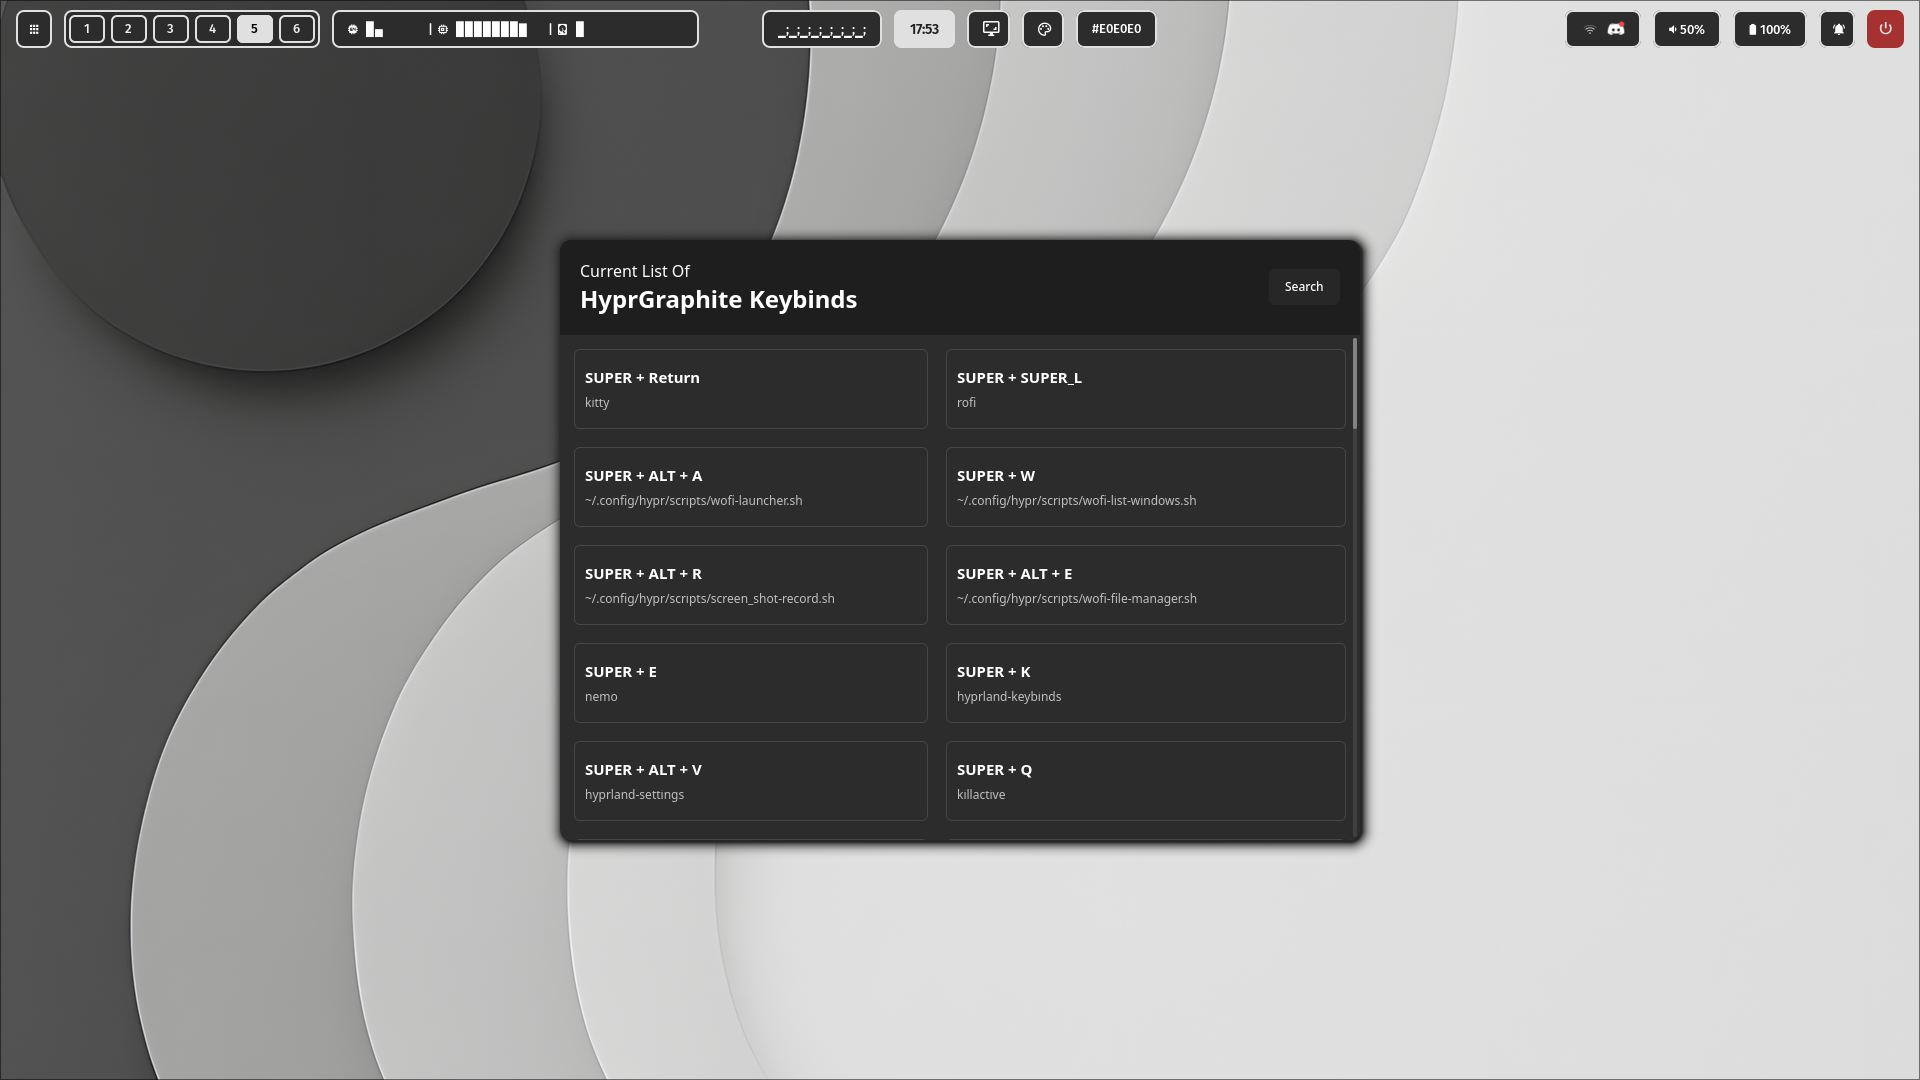 1 2 3 4 5 6
17:53
#E0E0E0
50%
100%
Current List Of
HyprGraphite Keybinds
Search
SUPER + Return
kitty
SUPER + SUPER_L
rofi
SUPER + ALT + A
~/.config/hypr/scripts/wofi-launcher.sh
SUPER + W
~/.config/hypr/scripts/wofi-list-windows.sh
SUPER + ALT + R
~/.config/hypr/scripts/screen_shot-record.sh
SUPER + ALT + E
~/.config/hypr/scripts/wofi-file-manager.sh
SUPER + E
nemo
SUPER + K
hyprland-keybinds
SUPER + ALT + V
hyprland-settings
SUPER + Q
killactive